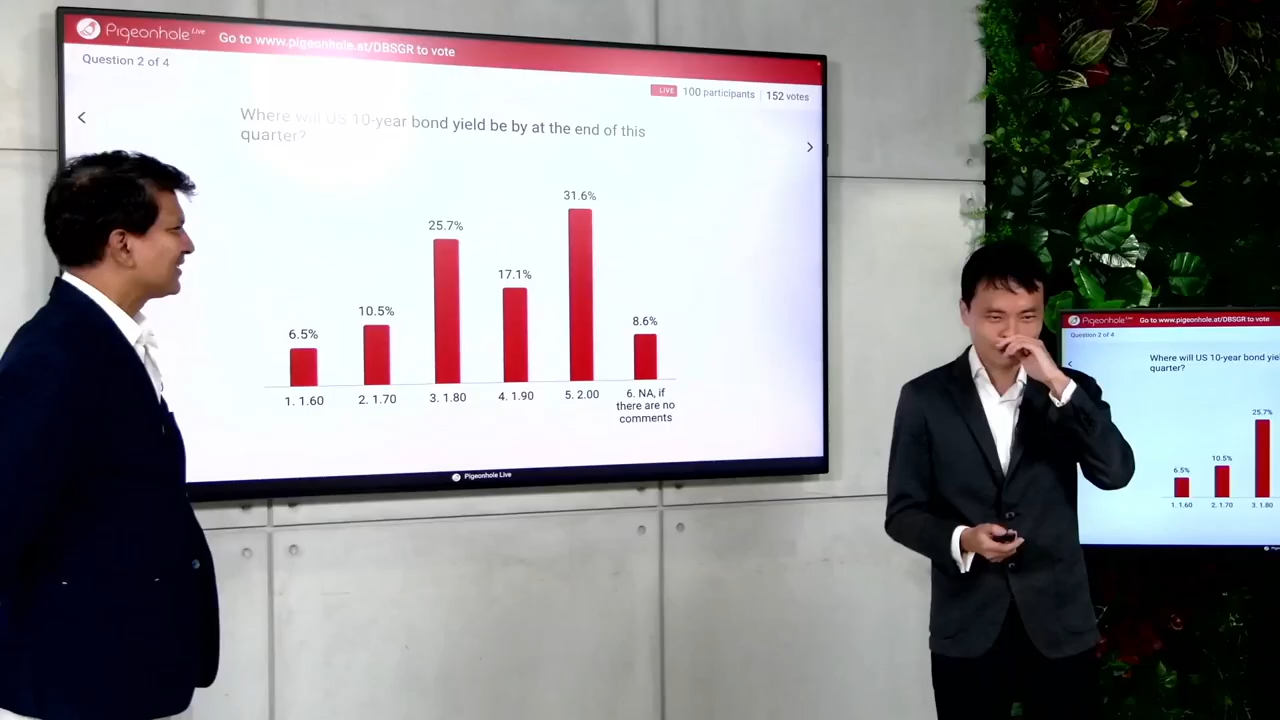 Pigeonhole Live
Go to www.pigeonhole.at/DBSGR to vote
Question 2 of 4
LIVE 100 participants 152 votes
Where will US 10-year bond yield be by at the end of this
quarter?
31.6%
25.7%
17.1%
10.5%
8.6%
6.5%
1. 1.60 2. 1.70 3. 1.80 4. 1.90 5. 2.00 6. NA, if
there are no
comments
Pigeonhole Live
Pigeonhole Live Go to www.pigeonhole.at/DBSGR to vote
Question 2 of 4
Where will US 10-year bond yie
quarter?
25.7%
10.5%
6.5%
1. 1.60 2. 1.70 3. 1.80